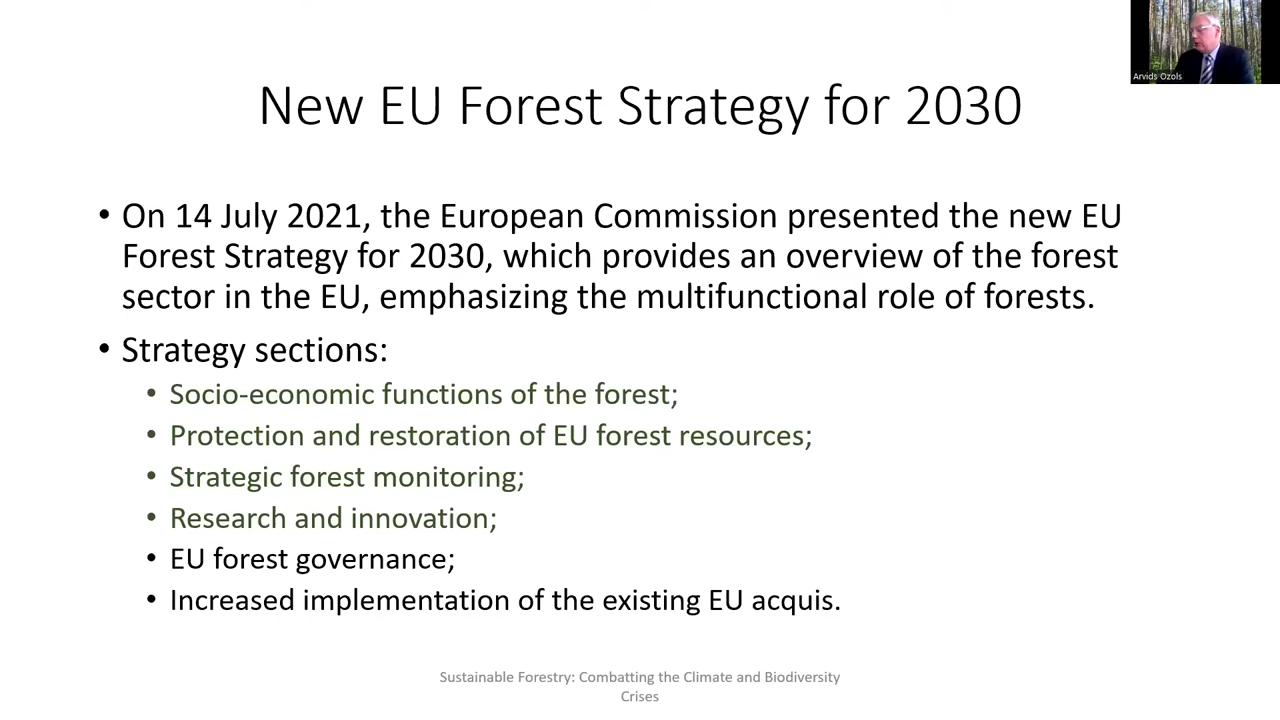 Arvids Ozols
New EU Forest Strategy for 2030
• On 14 July 2021, the European Commission presented the new EU
Forest Strategy for 2030, which provides an overview of the forest
sector in the EU, emphasizing the multifunctional role of forests.
• Strategy sections:
• Socio-economic functions of the forest;
• Protection and restoration of EU forest resources;
• Strategic forest monitoring;
• Research and innovation;
• EU forest governance;
• Increased implementation of the existing EU acquis.
Sustainable Forestry: Combatting the Climate and Biodiversity
Crises